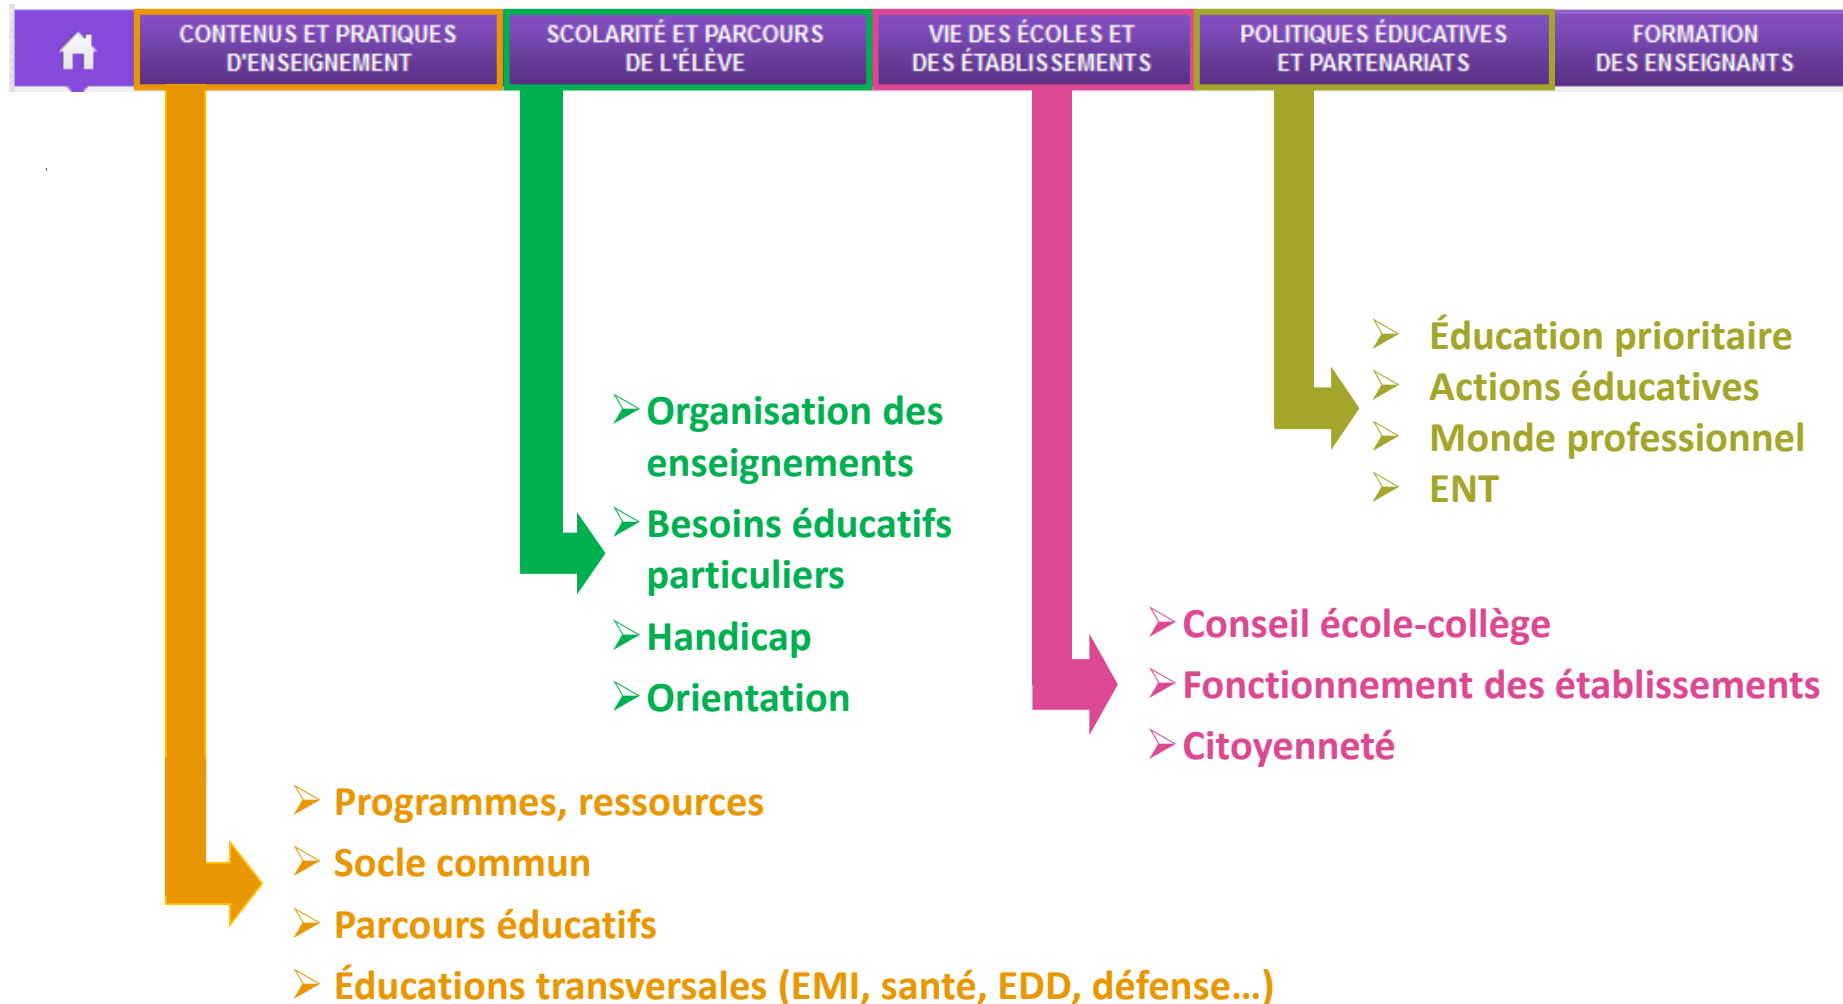 CONTENUS ET PRATIQUES
D'ENSEIGNEMENT
SCOLARITÉ ET PARCOURS
DE L'ÉLÈVE
VIE DES ÉCOLES ET
DES ÉTABLISSEMENTS
POLITIQUES ÉDUCATIVES
ET PARTENARIATS
FORMATION
DES ENSEIGNANTS
➢ Éducation prioritaire
➢ Actions éducatives
➢ Monde professionnel
➢ ENT
➢ Organisation des
enseignements
➢ Besoins éducatifs
particuliers
➢ Handicap
➢ Orientation
➢ Conseil école-collège
➢ Fonctionnement des établissements
➢ Citoyenneté
➢ Programmes, ressources
➢ Socle commun
➢ Parcours éducatifs
➢ Éducations transversales (EMI, santé, EDD, défense…)